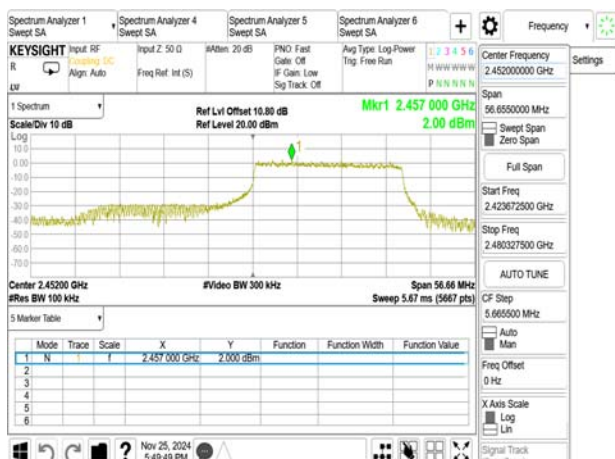 Spectrum Analyzer 1
Swept SA
Spectrum Analyzer 4
Swept SA
Spectrum Analyzer 5
Swept SA
Spectrum Analyzer 6
Swept SA
Frequency
Settings
KEYSIGHT
R
Input: RF
Coupling: DC
Align: Auto
Input Z: 50 Ω
Freq Ref: Int (S)
#Atten: 20 dB
PNO: Fast
Gate: Off
IF Gain: Low
Sig Track: Off
Avg Type: Log-Power
Trig: Free Run
1 2 3 4 5 6
M W W W W W
P N N N N N
1 Spectrum
Scale/Div 10 dB
Log
Ref Lvl Offset 10.80 dB
Ref Level 20.00 dBm
Mkr1 2.457 000 GHz
2.00 dBm
1
10.0
0.00
-10.0
-20.0
-30.0
-40.0
-50.0
-60.0
-70.0
Center 2.45200 GHz
#Res BW 100 kHz
#Video BW 300 kHz
Span 56.66 MHz
Sweep 5.67 ms (5667 pts)
5 Marker Table
Mode Trace Scale X Y Function Function Width Function Value
1 N 1 f 2.457 000 GHz 2.000 dBm
2
3
4
5
6
Nov 25, 2024
5:49:49 PM
Center Frequency
2.452000000 GHz
Span
56.6550000 MHz
Swept Span
Zero Span
Full Span
Start Freq
2.423672500 GHz
Stop Freq
2.480327500 GHz
AUTO TUNE
CF Step
5.665500 MHz
Auto
Man
Freq Offset
0 Hz
X Axis Scale
Log
Lin
Signal Track